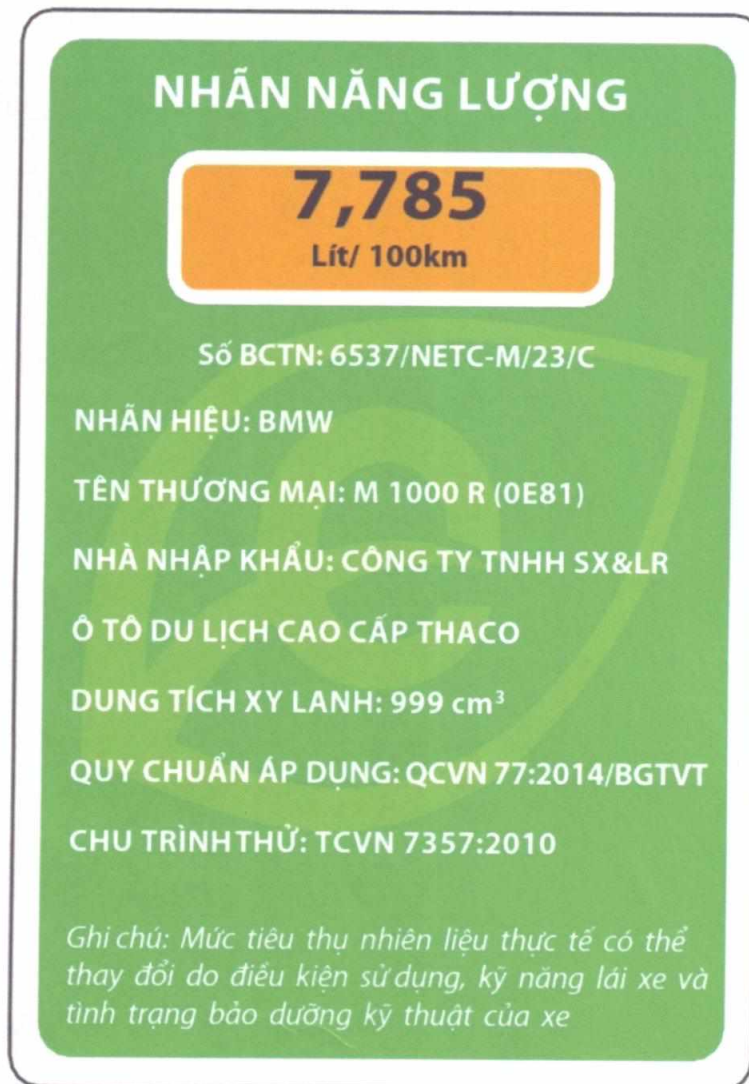 NHÃN NĂNG LƯỢNG
7,785
Lít/ 100km
Số BCTN: 6537/NETC-M/23/C
NHÃN HIỆU: BMW
TÊN THƯƠNG MẠI: M 1000 R (0E81)
NHÀ NHẬP KHẨU: CÔNG TY TNHH SX&LR
Ô TÔ DU LỊCH CAO CẤP THACO
DUNG TÍCH XY LANH: 999 cm³
QUY CHUẨN ÁP DỤNG: QCVN 77:2014/BGTVT
CHU TRÌNH THỬ: TCVN 7357:2010
Ghi chú: Mức tiêu thụ nhiên liệu thực tế có thể
thay đổi do điều kiện sử dụng, kỹ năng lái xe và
tình trạng bảo dưỡng kỹ thuật của xe